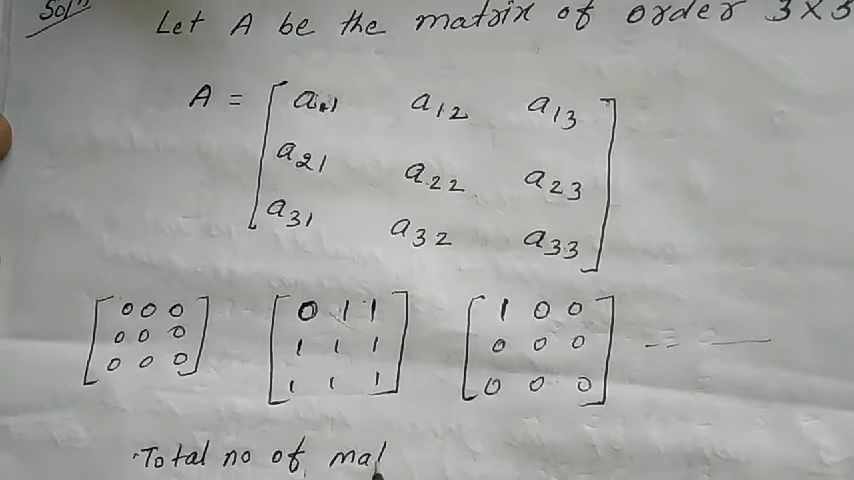 Solⁿ
Let A be the matrix of order 3×3
A = [ a11 a12 a13
a21 a22 a23
a31 a32 a33 ]
[ 0 0 0 ] [ 0 1 1 ] [ 1 0 0 ]
[ 0 0 0 ] [ 1 1 1 ] [ 0 0 0 ] -- —
[ 0 0 0 ] [ 1 1 1 ] [ 0 0 0 ]
Total no of mal